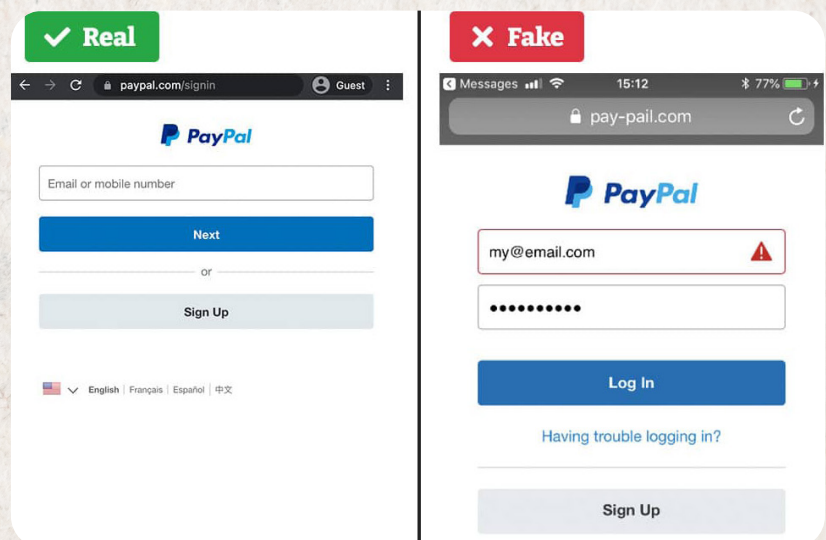 Real
paypal.com/signin
Guest
PayPal
Email or mobile number
Next
or
Sign Up
English | Français | Español | 中文
Fake
Messages 15:12 77%
pay-pail.com
PayPal
my@email.com
••••••••••
Log In
Having trouble logging in?
Sign Up